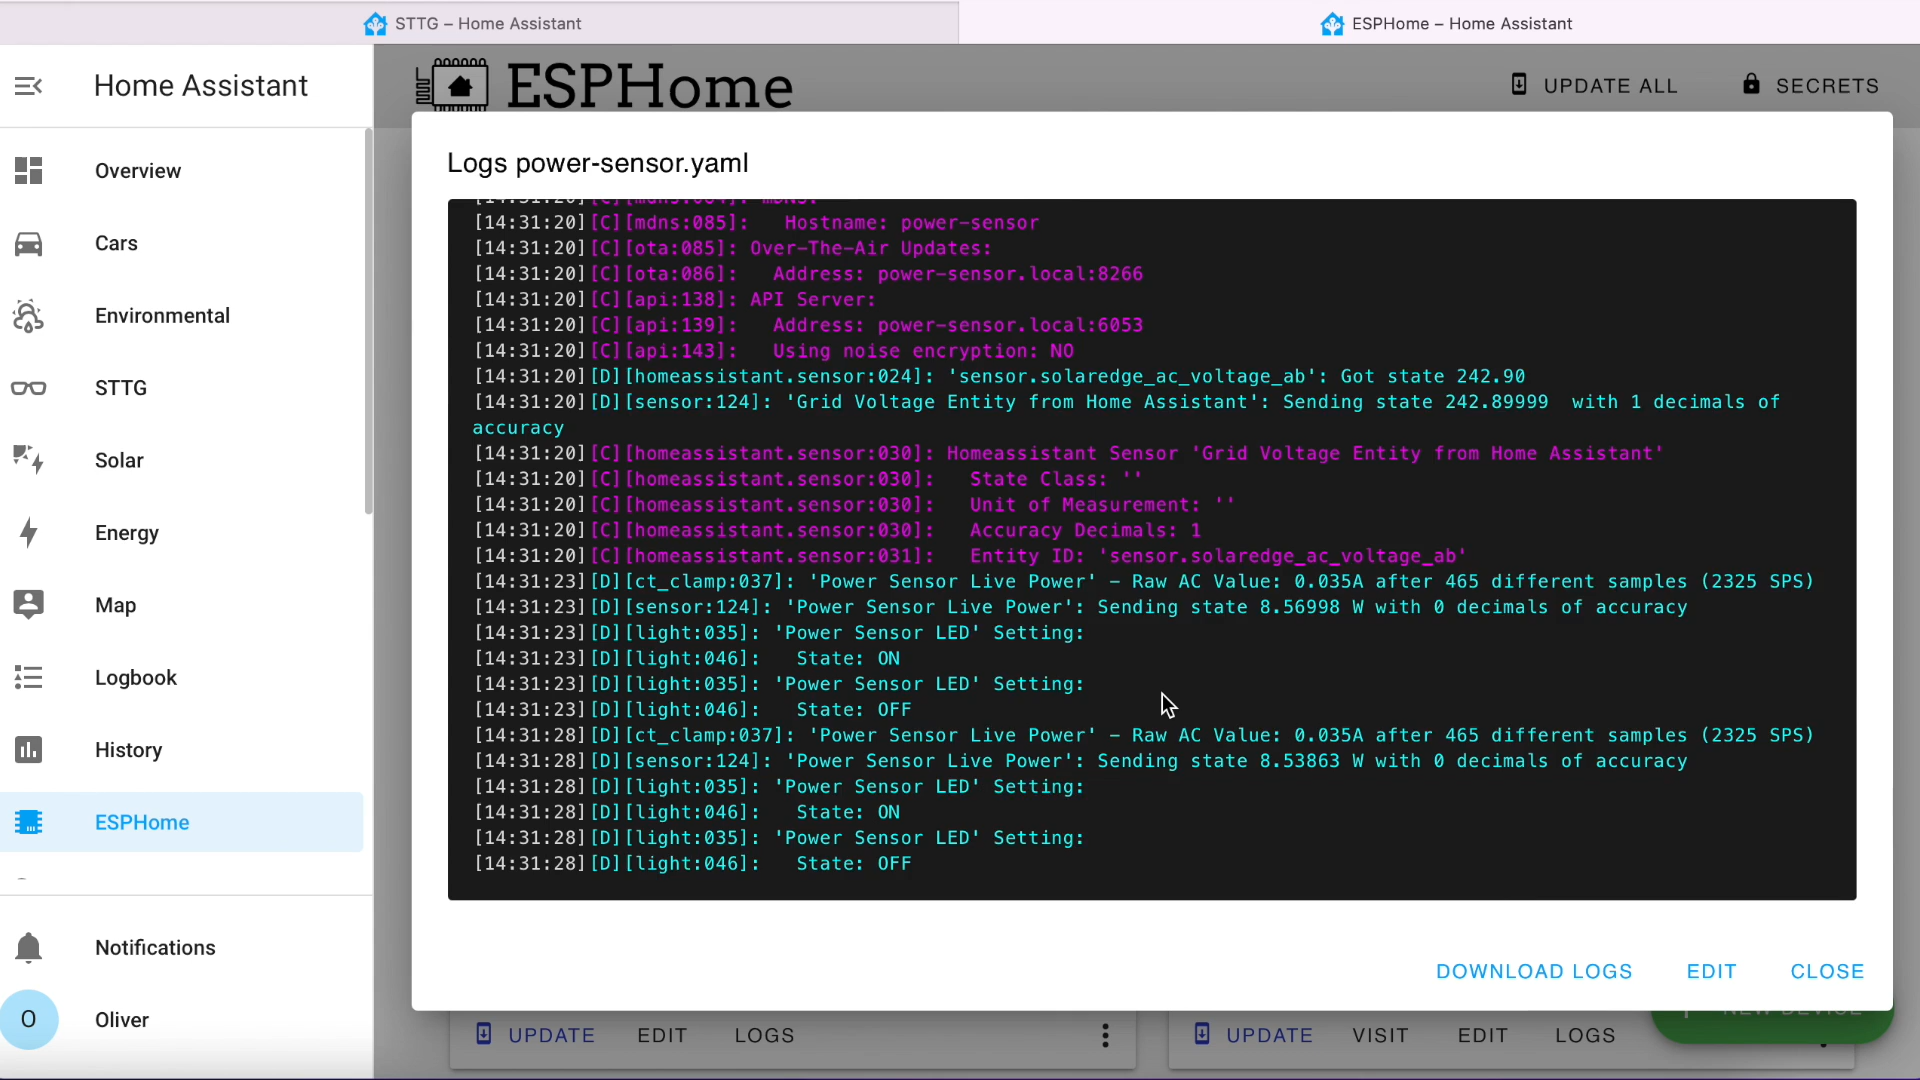 STTG – Home Assistant
ESPHome – Home Assistant
Home Assistant
ESPHome
UPDATE ALL
SECRETS
Overview
Cars
Environmental
STTG
Solar
Energy
Map
Logbook
History
ESPHome
Notifications
O
Oliver
Logs power-sensor.yaml
[14:31:20][C][mdns:084]: mDNS:
[14:31:20][C][mdns:085]:   Hostname: power-sensor
[14:31:20][C][ota:085]: Over-The-Air Updates:
[14:31:20][C][ota:086]:   Address: power-sensor.local:8266
[14:31:20][C][api:138]: API Server:
[14:31:20][C][api:139]:   Address: power-sensor.local:6053
[14:31:20][C][api:143]:   Using noise encryption: NO
[14:31:20][D][homeassistant.sensor:024]: 'sensor.solaredge_ac_voltage_ab': Got state 242.90
[14:31:20][D][sensor:124]: 'Grid Voltage Entity from Home Assistant': Sending state 242.89999  with 1 decimals of
accuracy
[14:31:20][C][homeassistant.sensor:030]: Homeassistant Sensor 'Grid Voltage Entity from Home Assistant'
[14:31:20][C][homeassistant.sensor:030]:   State Class: ''
[14:31:20][C][homeassistant.sensor:030]:   Unit of Measurement: ''
[14:31:20][C][homeassistant.sensor:030]:   Accuracy Decimals: 1
[14:31:20][C][homeassistant.sensor:031]:   Entity ID: 'sensor.solaredge_ac_voltage_ab'
[14:31:23][D][ct_clamp:037]: 'Power Sensor Live Power' – Raw AC Value: 0.035A after 465 different samples (2325 SPS)
[14:31:23][D][sensor:124]: 'Power Sensor Live Power': Sending state 8.56998 W with 0 decimals of accuracy
[14:31:23][D][light:035]: 'Power Sensor LED' Setting:
[14:31:23][D][light:046]:   State: ON
[14:31:23][D][light:035]: 'Power Sensor LED' Setting:
[14:31:23][D][light:046]:   State: OFF
[14:31:28][D][ct_clamp:037]: 'Power Sensor Live Power' – Raw AC Value: 0.035A after 465 different samples (2325 SPS)
[14:31:28][D][sensor:124]: 'Power Sensor Live Power': Sending state 8.53863 W with 0 decimals of accuracy
[14:31:28][D][light:035]: 'Power Sensor LED' Setting:
[14:31:28][D][light:046]:   State: ON
[14:31:28][D][light:035]: 'Power Sensor LED' Setting:
[14:31:28][D][light:046]:   State: OFF
DOWNLOAD LOGS
EDIT
CLOSE
NEW DEVICE
UPDATE
EDIT
LOGS
UPDATE
VISIT
EDIT
LOGS